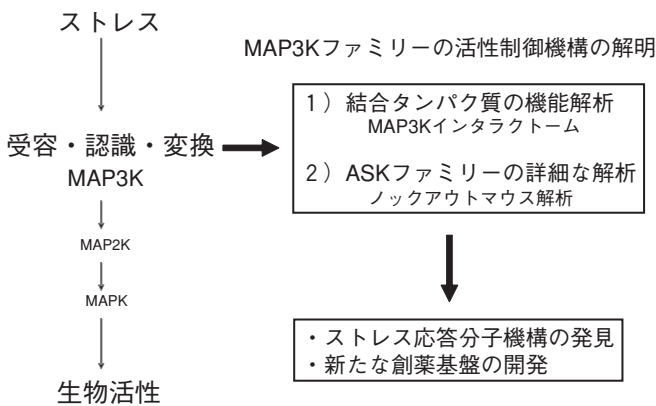 ストレス
受容・認識・変換
MAP3K
MAP2K
MAPK
生物活性
MAP3Kファミリーの活性制御機構の解明
1）結合タンパク質の機能解析
MAP3Kインタラクトーム
2）ASKファミリーの詳細な解析
ノックアウトマウス解析
・ストレス応答分子機構の発見
・新たな創薬基盤の開発